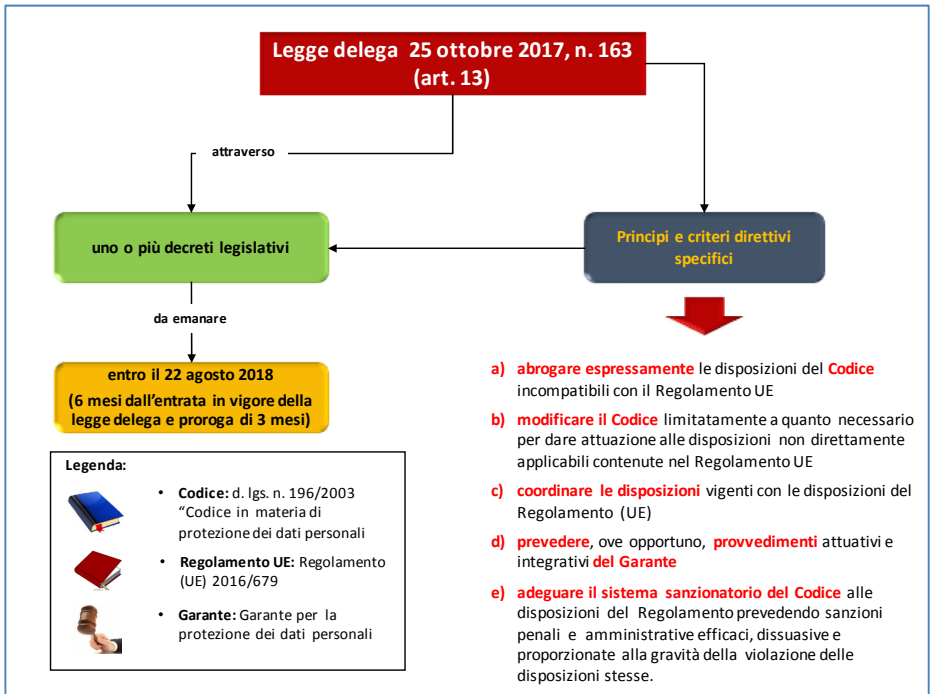 Legge delega 25 ottobre 2017, n. 163
(art. 13)
attraverso
uno o più decreti legislativi
Principi e criteri direttivi
specifici
da emanare
entro il 22 agosto 2018
(6 mesi dall'entrata in vigore della
legge delega e proroga di 3 mesi)
a) abrogare espressamente le disposizioni del Codice
incompatibili con il Regolamento UE
b) modificare il Codice limitatamente a quanto necessario
per dare attuazione alle disposizioni non direttamente
applicabili contenute nel Regolamento UE
c) coordinare le disposizioni vigenti con le disposizioni del
Regolamento (UE)
d) prevedere, ove opportuno, provvedimenti attuativi e
integrativi del Garante
e) adeguare il sistema sanzionatorio del Codice alle
disposizioni del Regolamento prevedendo sanzioni
penali e amministrative efficaci, dissuasive e
proporzionate alla gravità della violazione delle
disposizioni stesse.
Legenda:
• Codice: d. lgs. n. 196/2003
"Codice in materia di
protezione dei dati personali
• Regolamento UE: Regolamento
(UE) 2016/679
• Garante: Garante per la
protezione dei dati personali